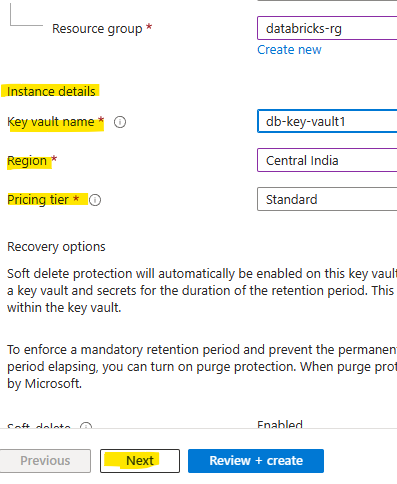 Resource group *
databricks-rg
Create new
Instance details
Key vault name *
db-key-vault1
Region *
Central India
Pricing tier *
Standard
Recovery options
Soft delete protection will automatically be enabled on this key vault
a key vault and secrets for the duration of the retention period. This
within the key vault.
To enforce a mandatory retention period and prevent the permanen
period elapsing, you can turn on purge protection. When purge prot
by Microsoft.
Soft-delete
Enabled
Previous
Next
Review + create